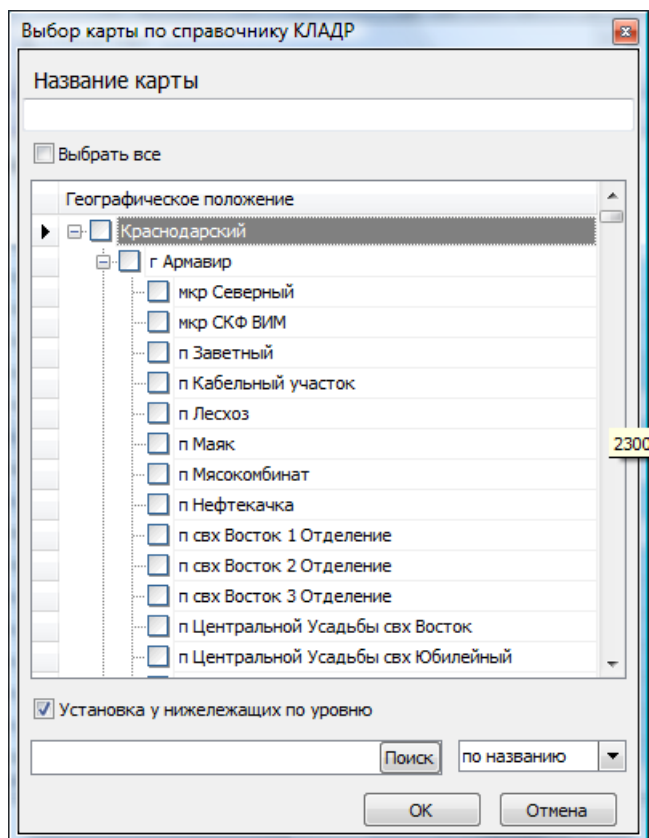 Выбор карты по справочнику КЛАДР
Название карты
Выбрать все
Географическое положение
Краснодарский
г Армавир
мкр Северный
мкр СКФ ВИМ
п Заветный
п Кабельный участок
п Лесхоз
п Маяк
2300
п Мясокомбинат
п Нефтекачка
п свх Восток 1 Отделение
п свх Восток 2 Отделение
п свх Восток 3 Отделение
п Центральной Усадьбы свх Восток
п Центральной Усадьбы свх Юбилейный
Установка у нижележащих по уровню
Поиск по названию
OK Отмена